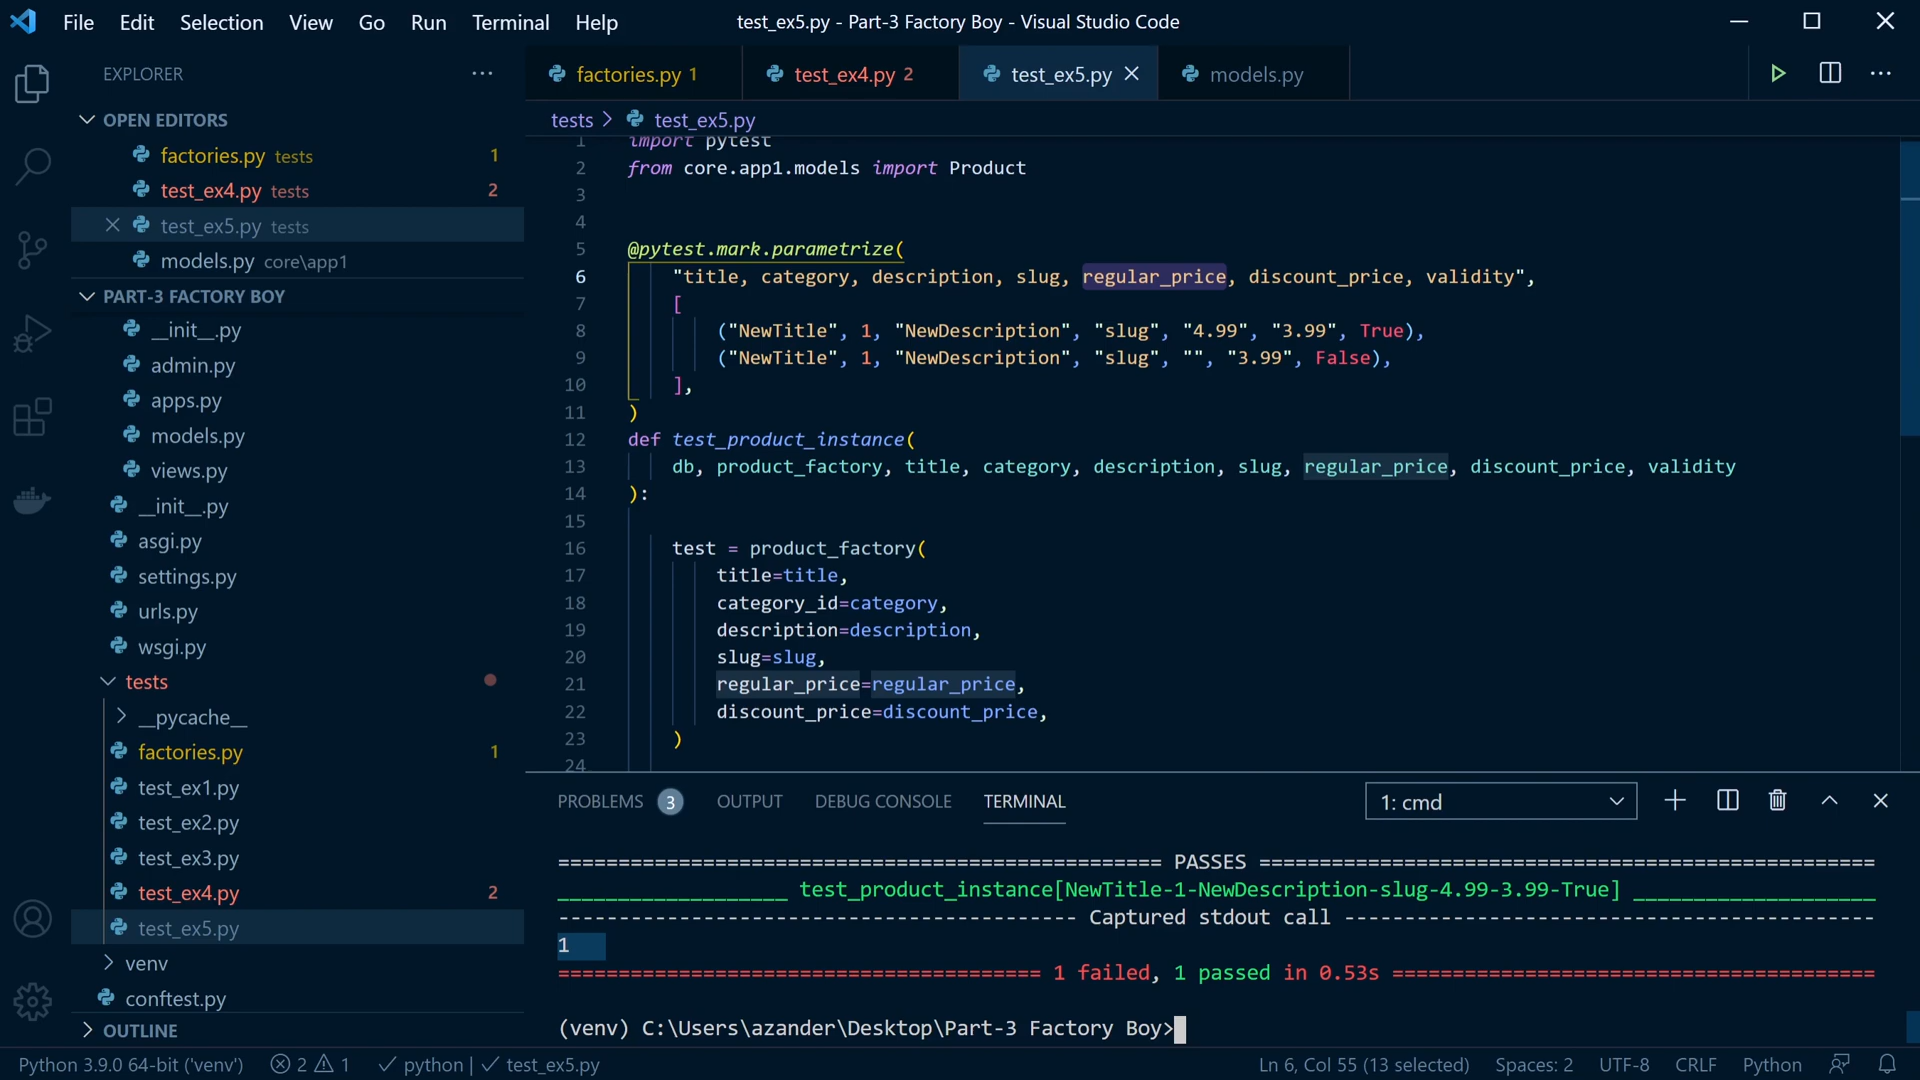 File Edit Selection View Go Run Terminal Help
test_ex5.py - Part-3 Factory Boy - Visual Studio Code
EXPLORER
OPEN EDITORS
factories.py tests 1
test_ex4.py tests 2
test_ex5.py tests
models.py core\app1
PART-3 FACTORY BOY
__init__.py
admin.py
apps.py
models.py
views.py
__init__.py
asgi.py
settings.py
urls.py
wsgi.py
tests
__pycache__
factories.py 1
test_ex1.py
test_ex2.py
test_ex3.py
test_ex4.py 2
test_ex5.py
venv
conftest.py
OUTLINE
factories.py 1 test_ex4.py 2 test_ex5.py models.py
tests > test_ex5.py
1 import pytest
2 from core.app1.models import Product
3
4
5 @pytest.mark.parametrize(
6 "title, category, description, slug, regular_price, discount_price, validity",
7 [
8 ("NewTitle", 1, "NewDescription", "slug", "4.99", "3.99", True),
9 ("NewTitle", 1, "NewDescription", "slug", "", "3.99", False),
10 ],
11 )
12 def test_product_instance(
13 db, product_factory, title, category, description, slug, regular_price, discount_price, validity
14 ):
15
16 test = product_factory(
17 title=title,
18 category_id=category,
19 description=description,
20 slug=slug,
21 regular_price=regular_price,
22 discount_price=discount_price,
23 )
24
PROBLEMS 3 OUTPUT DEBUG CONSOLE TERMINAL 1: cmd
================================================== PASSES ===================================================
___________________ test_product_instance[NewTitle-1-NewDescription-slug-4.99-3.99-True] ____________________
------------------------------------------- Captured stdout call --------------------------------------------
1
======================================== 1 failed, 1 passed in 0.53s ========================================
(venv) C:\Users\azander\Desktop\Part-3 Factory Boy>
Python 3.9.0 64-bit ('venv') 2 1 python | test_ex5.py Ln 6, Col 55 (13 selected) Spaces: 2 UTF-8 CRLF Python